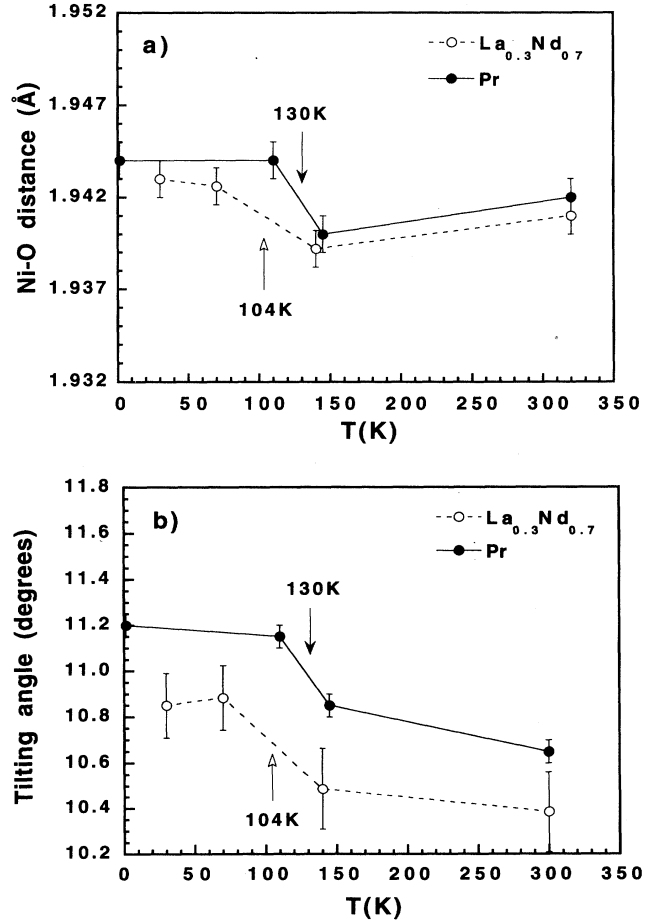 1.952
a)
La0.3Nd0.7
Pr
1.947
130K
1.942
1.937
104K
1.932
Ni-O distance (Å)
0 50 100 150 200 250 300 350
T(K)
11.8
b)
La0.3Nd0.7
Pr
11.6
11.4
130K
11.2
11.0
10.8
10.6
104K
10.4
10.2
Tilting angle (degrees)
0 50 100 150 200 250 300 350
T(K)